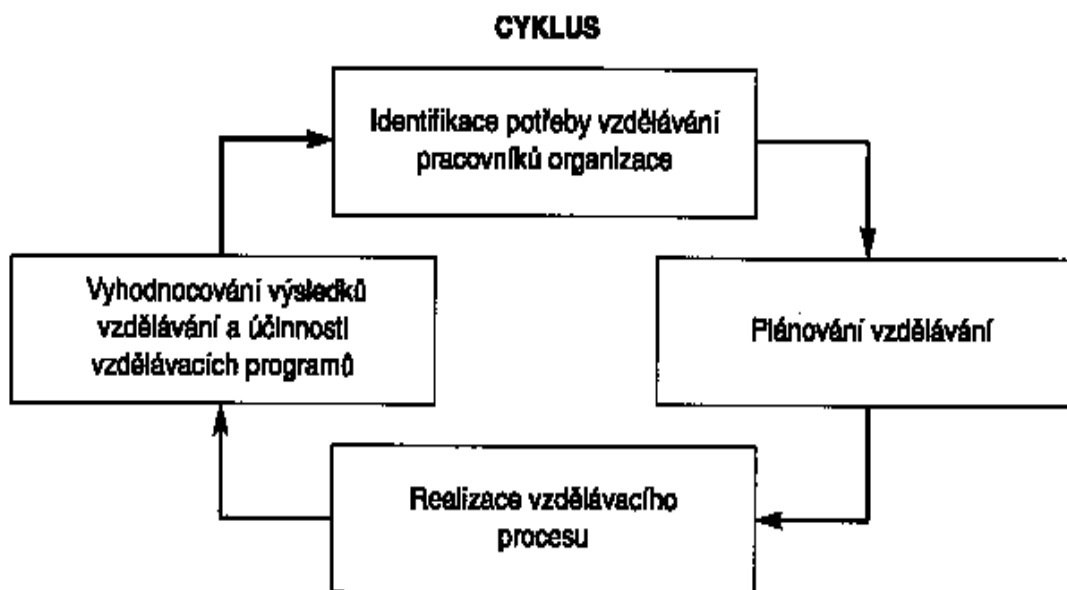 CYKLUS
Identifikace potřeby vzdělávání
pracovníků organizace
Vyhodnocování výsledků
vzdělávání a účinnosti
vzdělávacích programů
Plánování vzdělávání
Realizace vzdělávacího
procesu